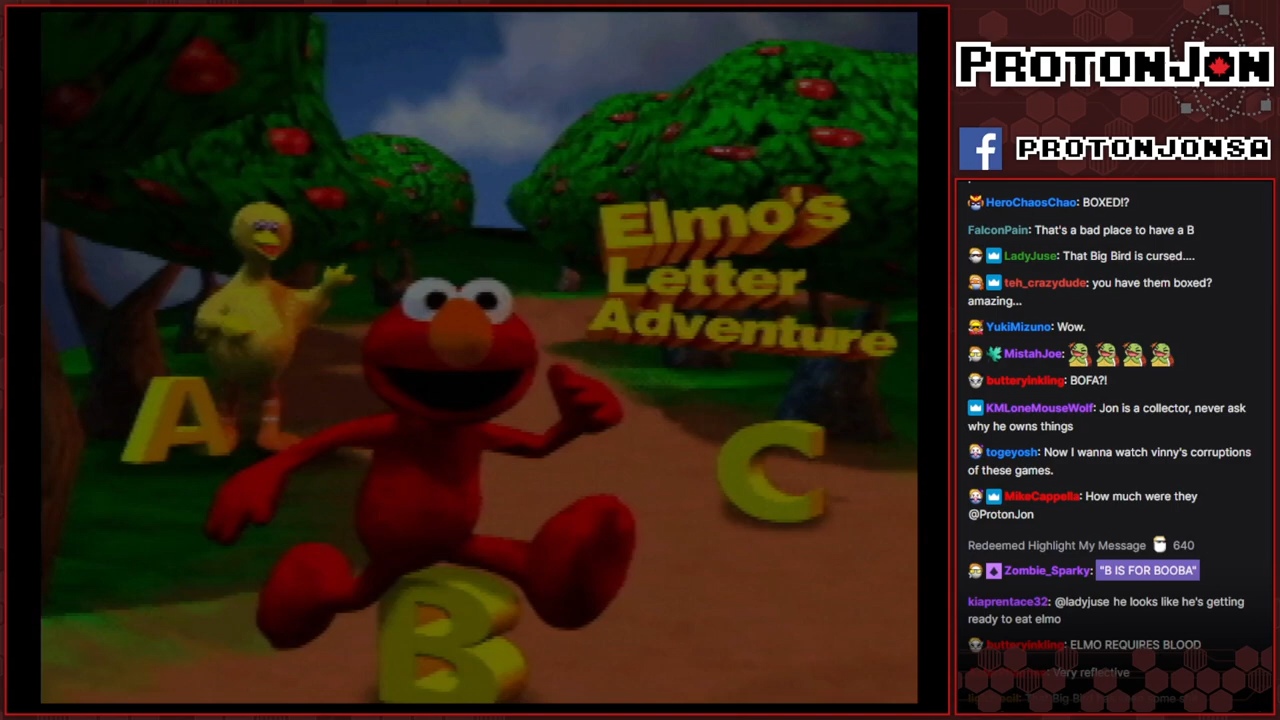 Elmo's
Letter
Adventure
A
B
C
PROTONJON
f PROTONJONSA
HeroChaosChao: BOXED!?
FalconPain: That's a bad place to have a B
LadyJuse: That Big Bird is cursed....
teh_crazydude: you have them boxed?
amazing...
YukiMizuno: Wow.
MistahJoe:
butteryinkling: BOFA?!
KMLoneMouseWolf: Jon is a collector, never ask
why he owns things
togeyosh: Now I wanna watch vinny's corruptions
of these games.
MikeCappella: How much were they
@ProtonJon
Redeemed Highlight My Message 640
Zombie_Sparky: "B IS FOR BOOBA"
kiaprentace32: @ladyjuse he looks like he's getting
ready to eat elmo
butteryinkling: ELMO REQUIRES BLOOD
Very reflective